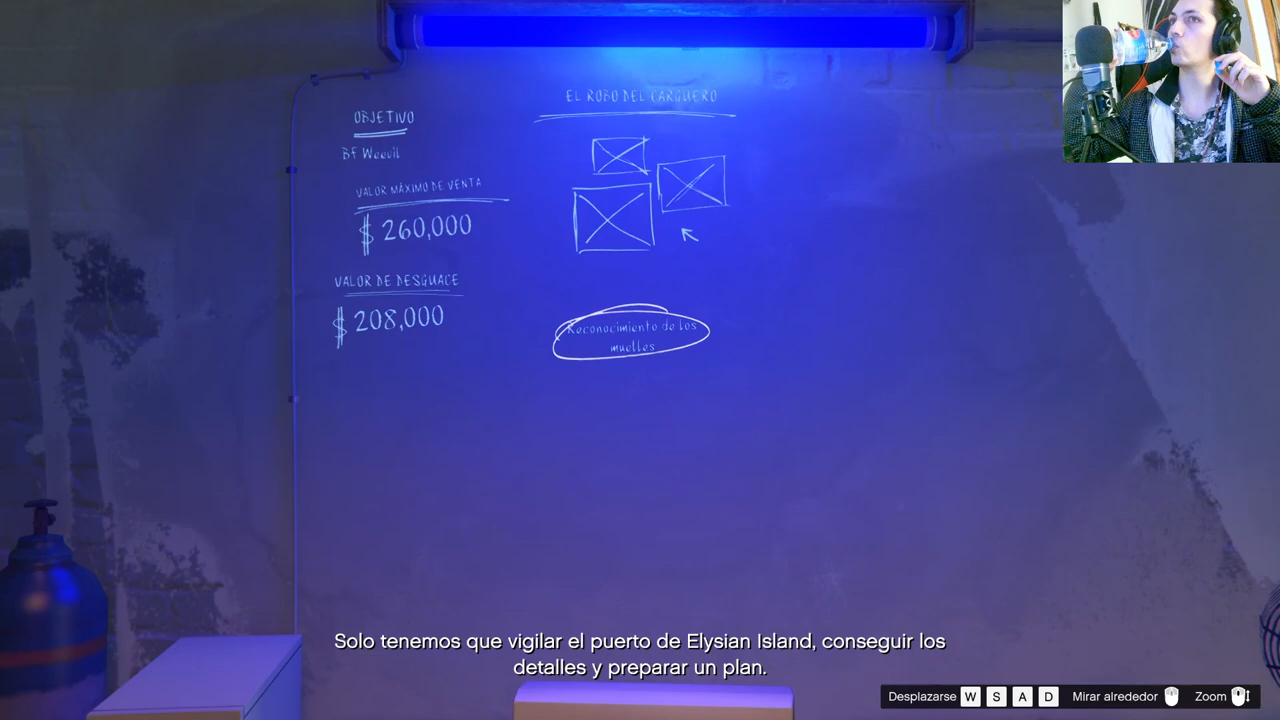 EL ROBO DEL CARGUERO
OBJETIVO
BF Weevil
VALOR MÁXIMO DE VENTA
$ 260,000
VALOR DE DESGUACE
$ 208,000
Reconocimiento de los
muelles
Solo tenemos que vigilar el puerto de Elysian Island, conseguir los
detalles y preparar un plan.
Desplazarse W S A D Mirar alrededor Zoom